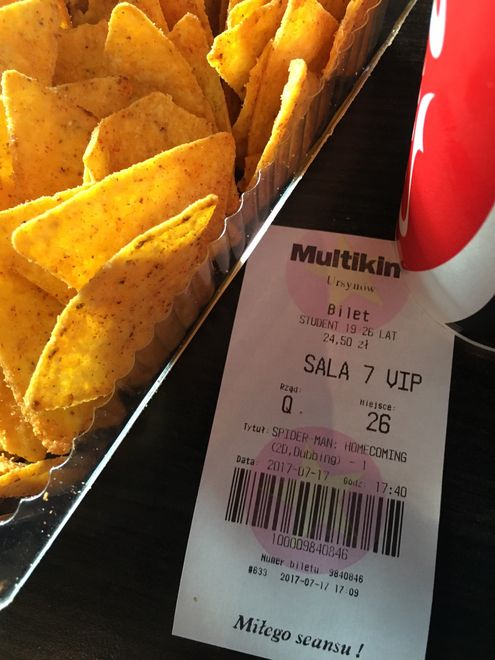 Multikin
Ursynów
Bilet
STUDENT 19-26 LAT
24,50 zł
SALA 7 VIP
Rząd: Miejsce:
Q 26
Tytuł: SPIDER-MAN: HOMECOMING
(2D,Dubbing) - 1
Data: 2017-07-17 Godz: 17:40
100009840846
Numer biletu 9840846
#633 2017-07-17 17:09
Miłego seansu !